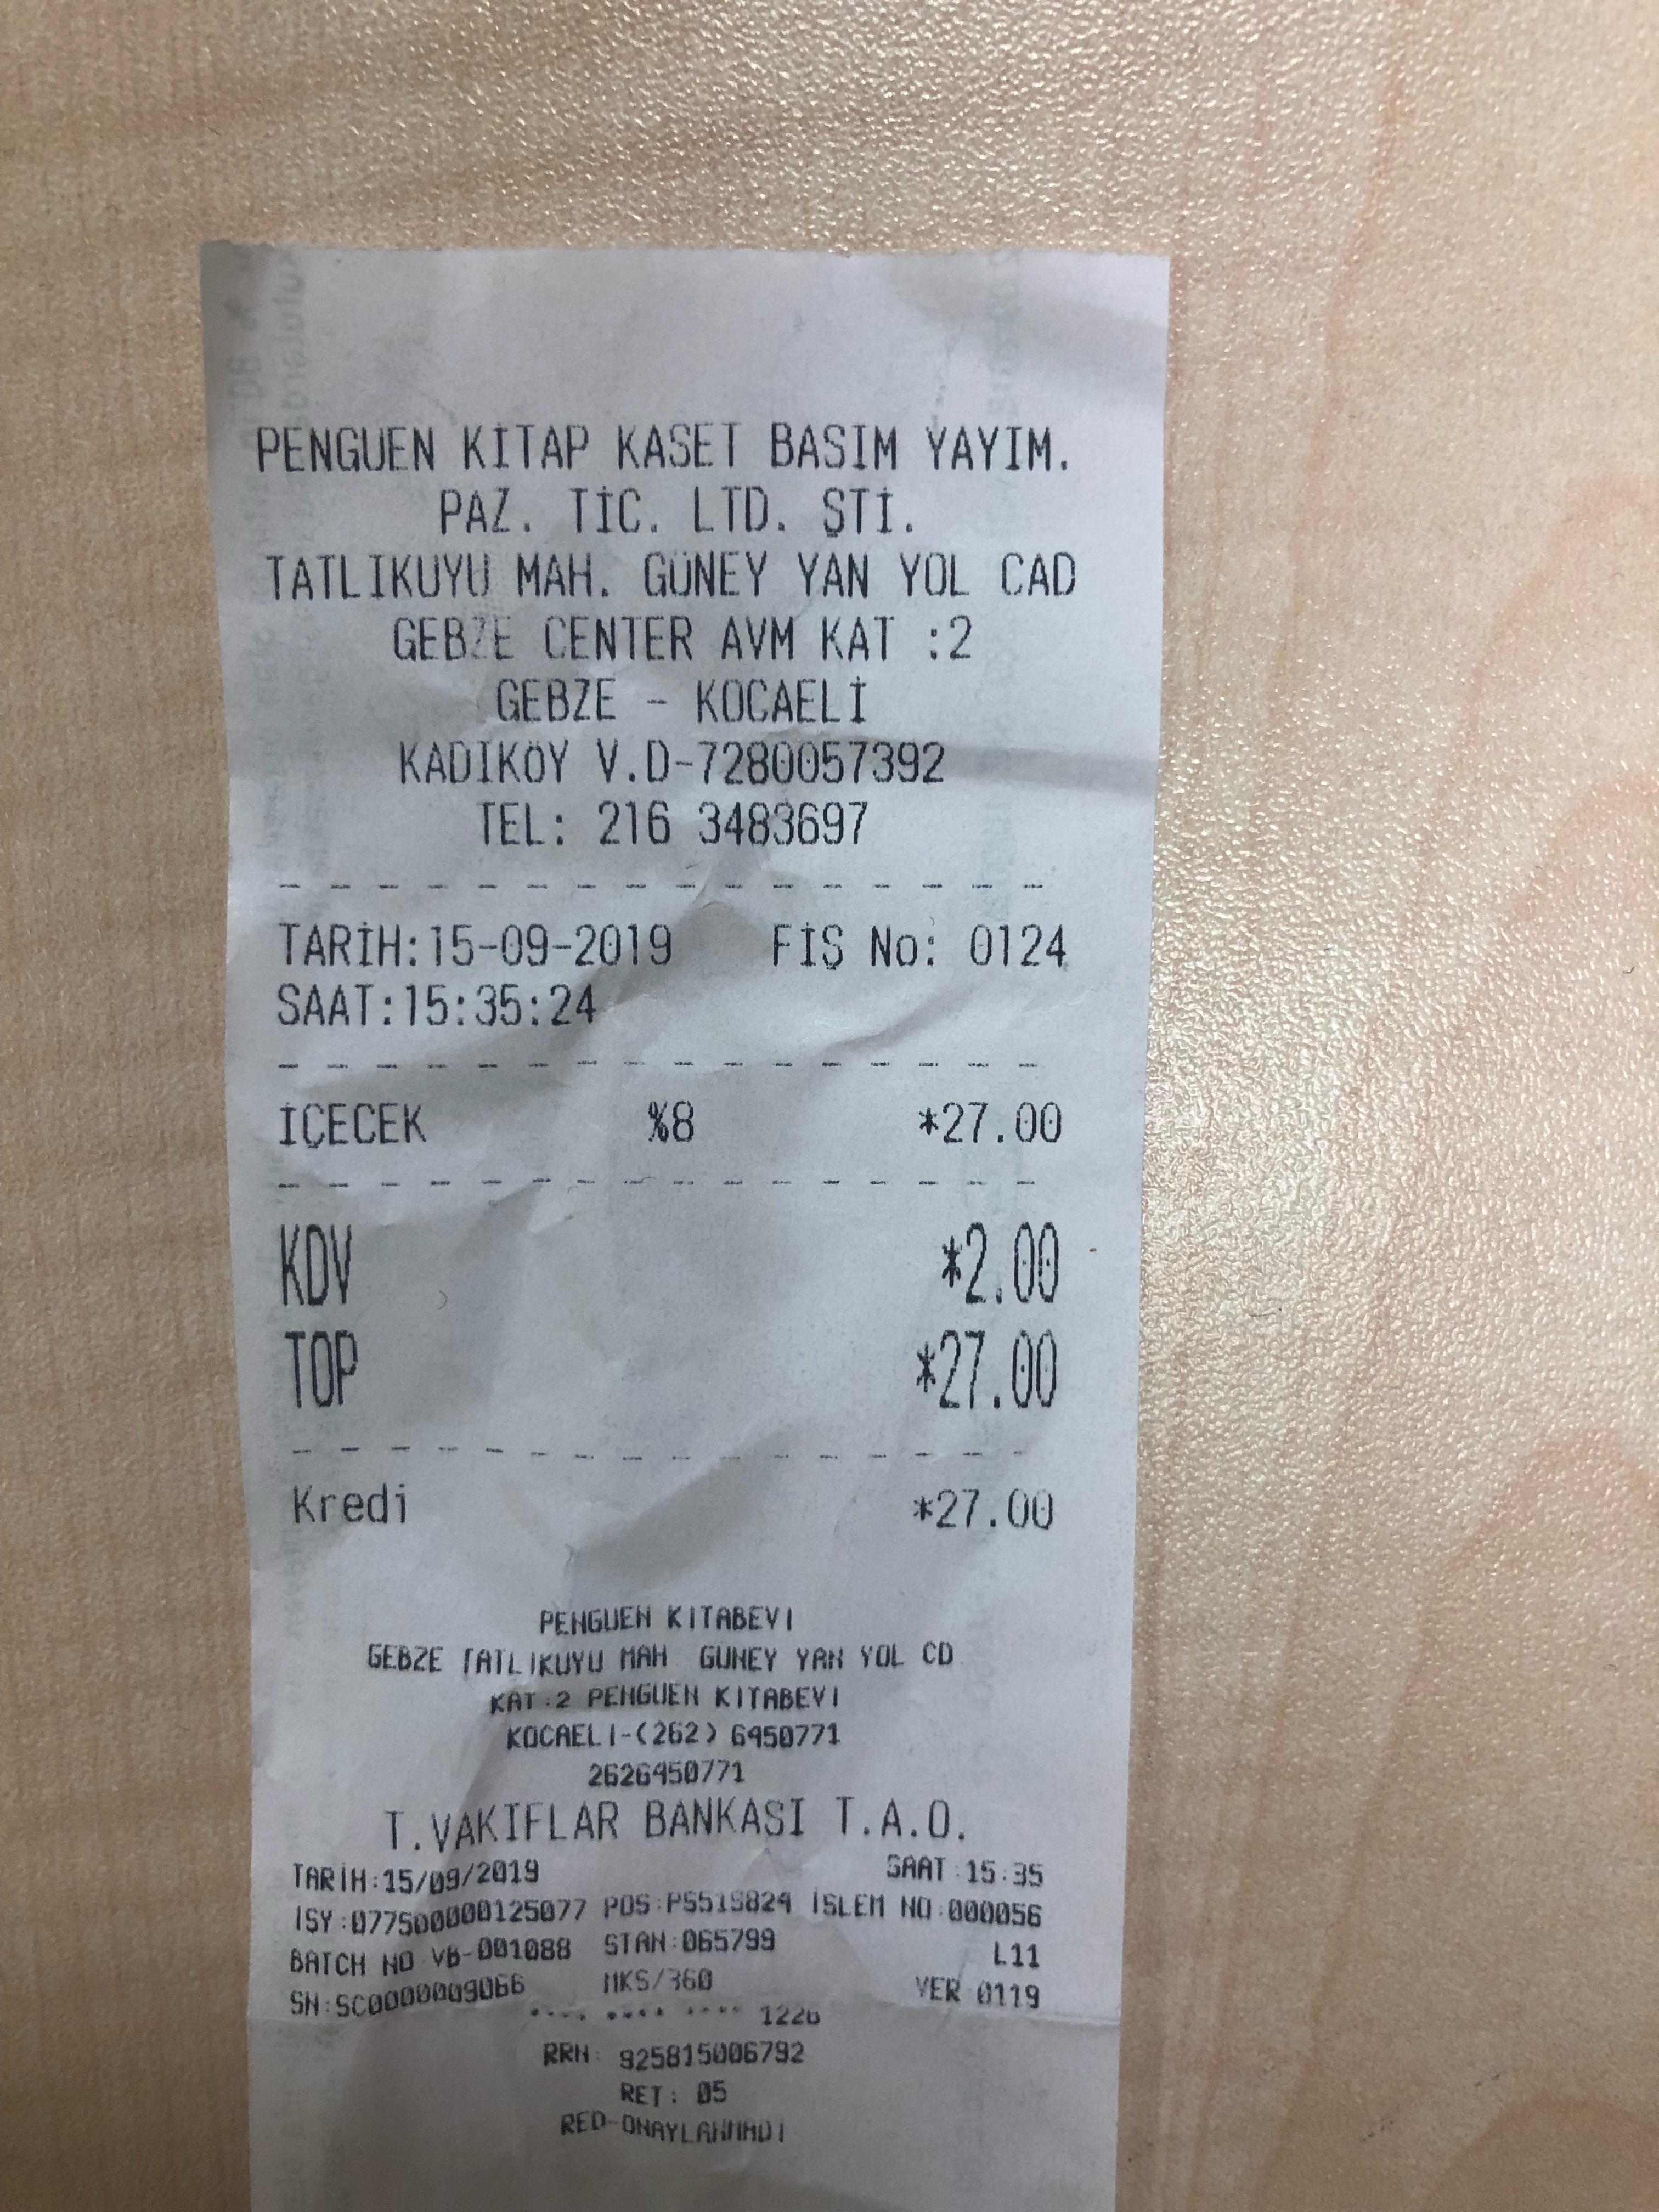 PENGUEN KİTAP KASET BASIM YAYIM.
PAZ. TİC. LTD. ŞTİ.
TATLIKUYU MAH. GÜNEY YAN YOL CAD
GEBZE CENTER AVM KAT :2
GEBZE - KOCAELİ
KADIKÖY V.D-7280057392
TEL: 216 3483697
TARİH:15-09-2019 FİŞ No: 0124
SAAT:15:35:24
İÇECEK %8 *27.00
KDV *2.00
TOP *27.00
Kredi *27.00
PENGUEN KITABEVI
GEBZE TATLIKUYU MAH GUNEY YAN YOL CD
KAT:2 PENGUEN KITABEVI
KOCAELI-(262) 6450771
2626450771
T.VAKIFLAR BANKASI T.A.O.
TARİH:15/09/2019 SAAT:15:35
İSY:077500000125077 POS:PS515824 İSLEM NO:000056
BATCH NO VB-001088 STAN:065799 L11
SN:SC0000009066 MKS/360 VER 0119
**** **** **** 1226
RRN: 925815006792
RET: 05
RED-ONAYLANMADI